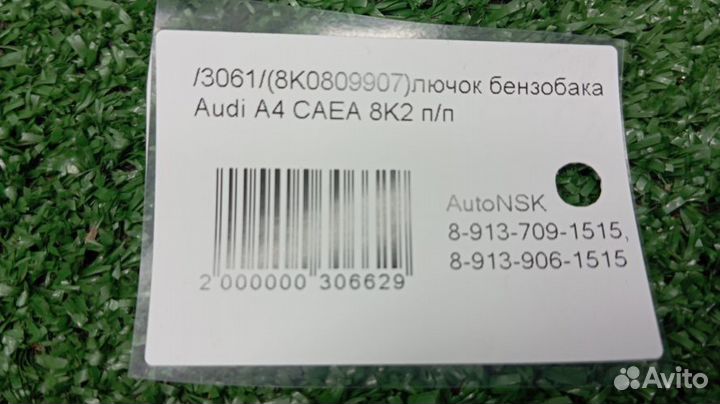 /3061/(8K0809907)лючок бензобака
Audi A4 CAEA 8K2 п/п
AutoNSK
8-913-709-1515,
8-913-906-1515
2 000000 306629
Avito